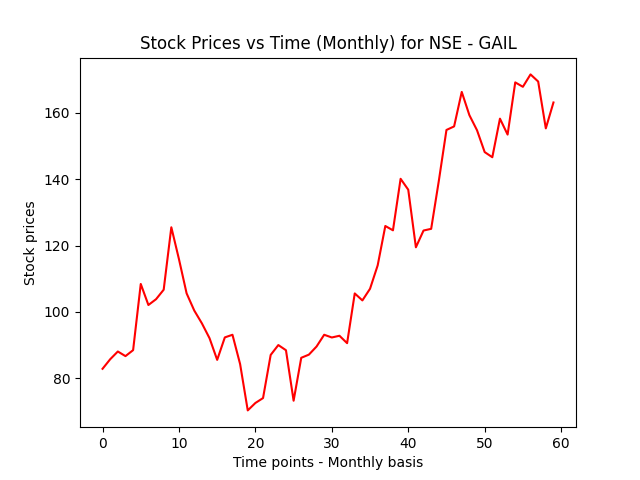 Stock Prices vs Time (Monthly) for NSE - GAIL
Stock prices
160
140
120
100
80
0 10 20 30 40 50 60
Time points - Monthly basis